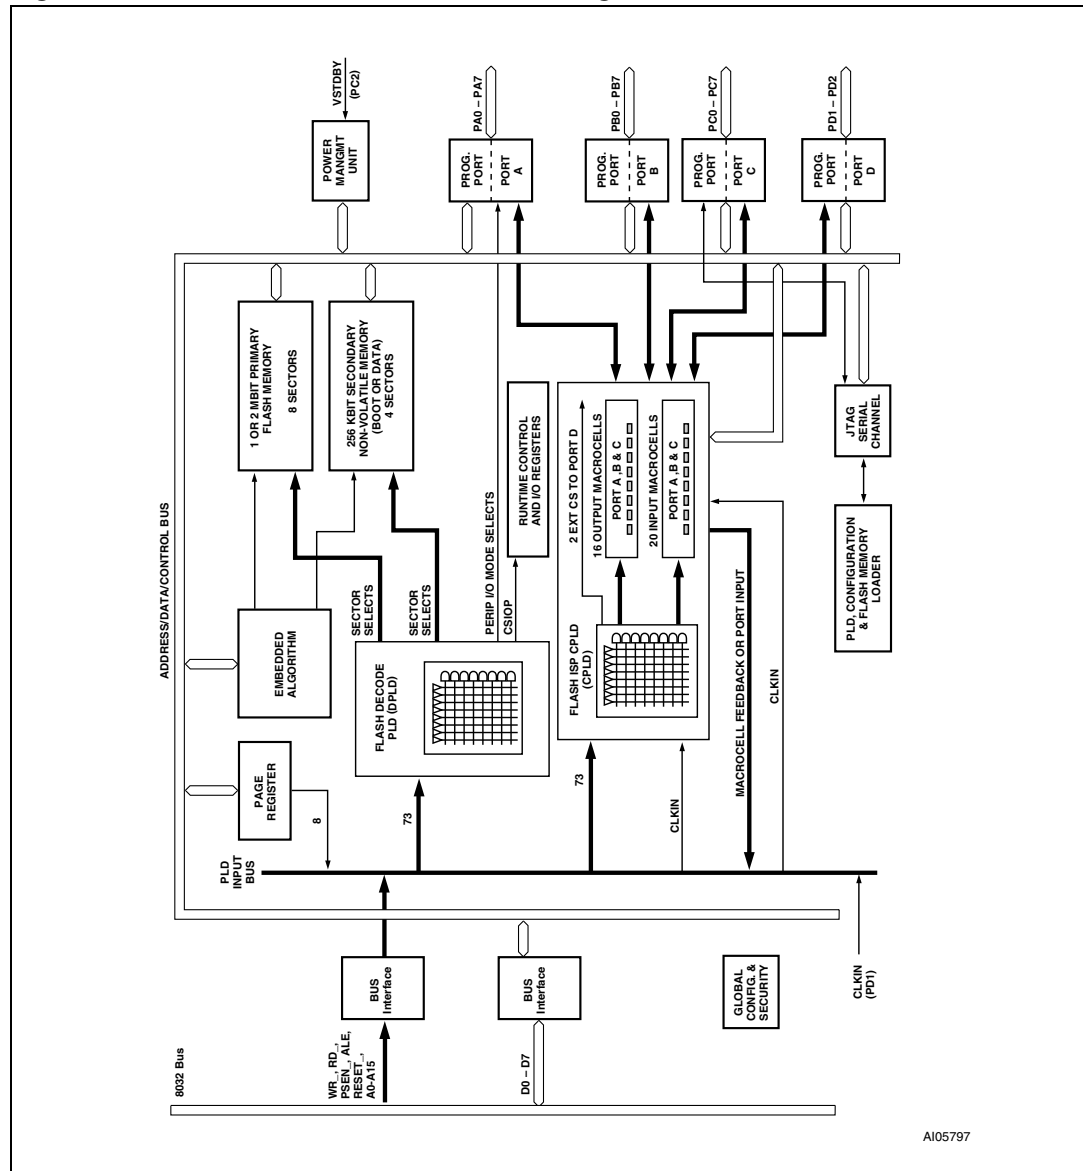 VSTDBY
(PC2)
PA0 – PA7
PB0 – PB7
PC0 – PC7
PD1 – PD2
POWER
MANGMT
UNIT
PROG.
PORT
PORT
A
PROG.
PORT
PORT
B
PROG.
PORT
PORT
C
PROG.
PORT
PORT
D
ADDRESS/DATA/CONTROL BUS
1 OR 2 MBIT PRIMARY
FLASH MEMORY
8 SECTORS
256 KBIT SECONDARY
NON-VOLATILE MEMORY
(BOOT OR DATA)
4 SECTORS
RUNTIME CONTROL
AND I/O REGISTERS
2 EXT CS TO PORT D
16 OUTPUT MACROCELLS
PORT A ,B & C
20 INPUT MACROCELLS
PORT A ,B & C
JTAG
SERIAL
CHANNEL
PLD, CONFIGURATION
& FLASH MEMORY
LOADER
SECTOR
SELECTS
SECTOR
SELECTS
PERIP I/O MODE SELECTS
CSIOP
EMBEDDED
ALGORITHM
FLASH DECODE
PLD (DPLD)
FLASH ISP CPLD
(CPLD)
MACROCELL FEEDBACK OR PORT INPUT
CLKIN
PAGE
REGISTER
8
73
73
CLKIN
PLD
INPUT
BUS
BUS
Interface
BUS
Interface
GLOBAL
CONFIG. &
SECURITY
CLKIN
(PD1)
8032 Bus
WR_, RD_,
PSEN_, ALE,
RESET_,
A0-A15
D0 – D7
AI05797